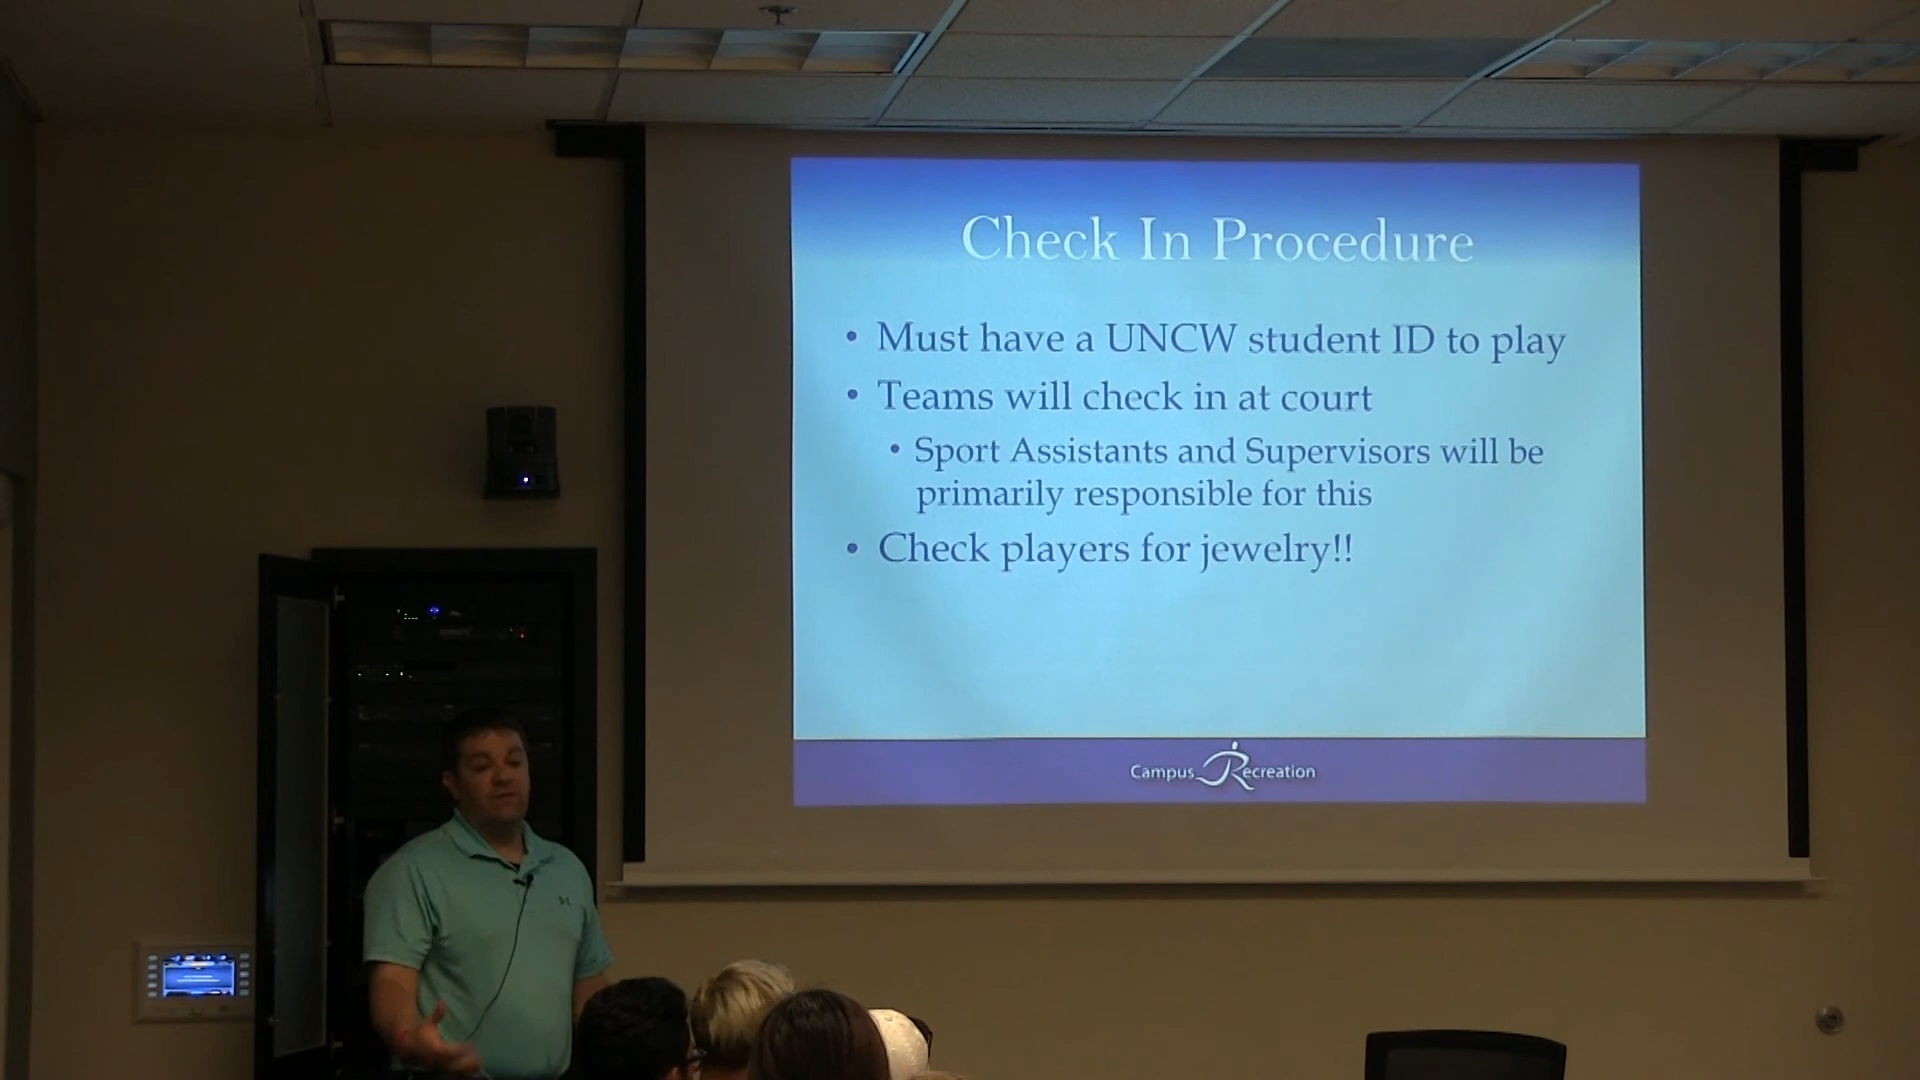 Check In Procedure
• Must have a UNCW student ID to play
• Teams will check in at court
• Sport Assistants and Supervisors will be
primarily responsible for this
• Check players for jewelry!!
Campus Recreation